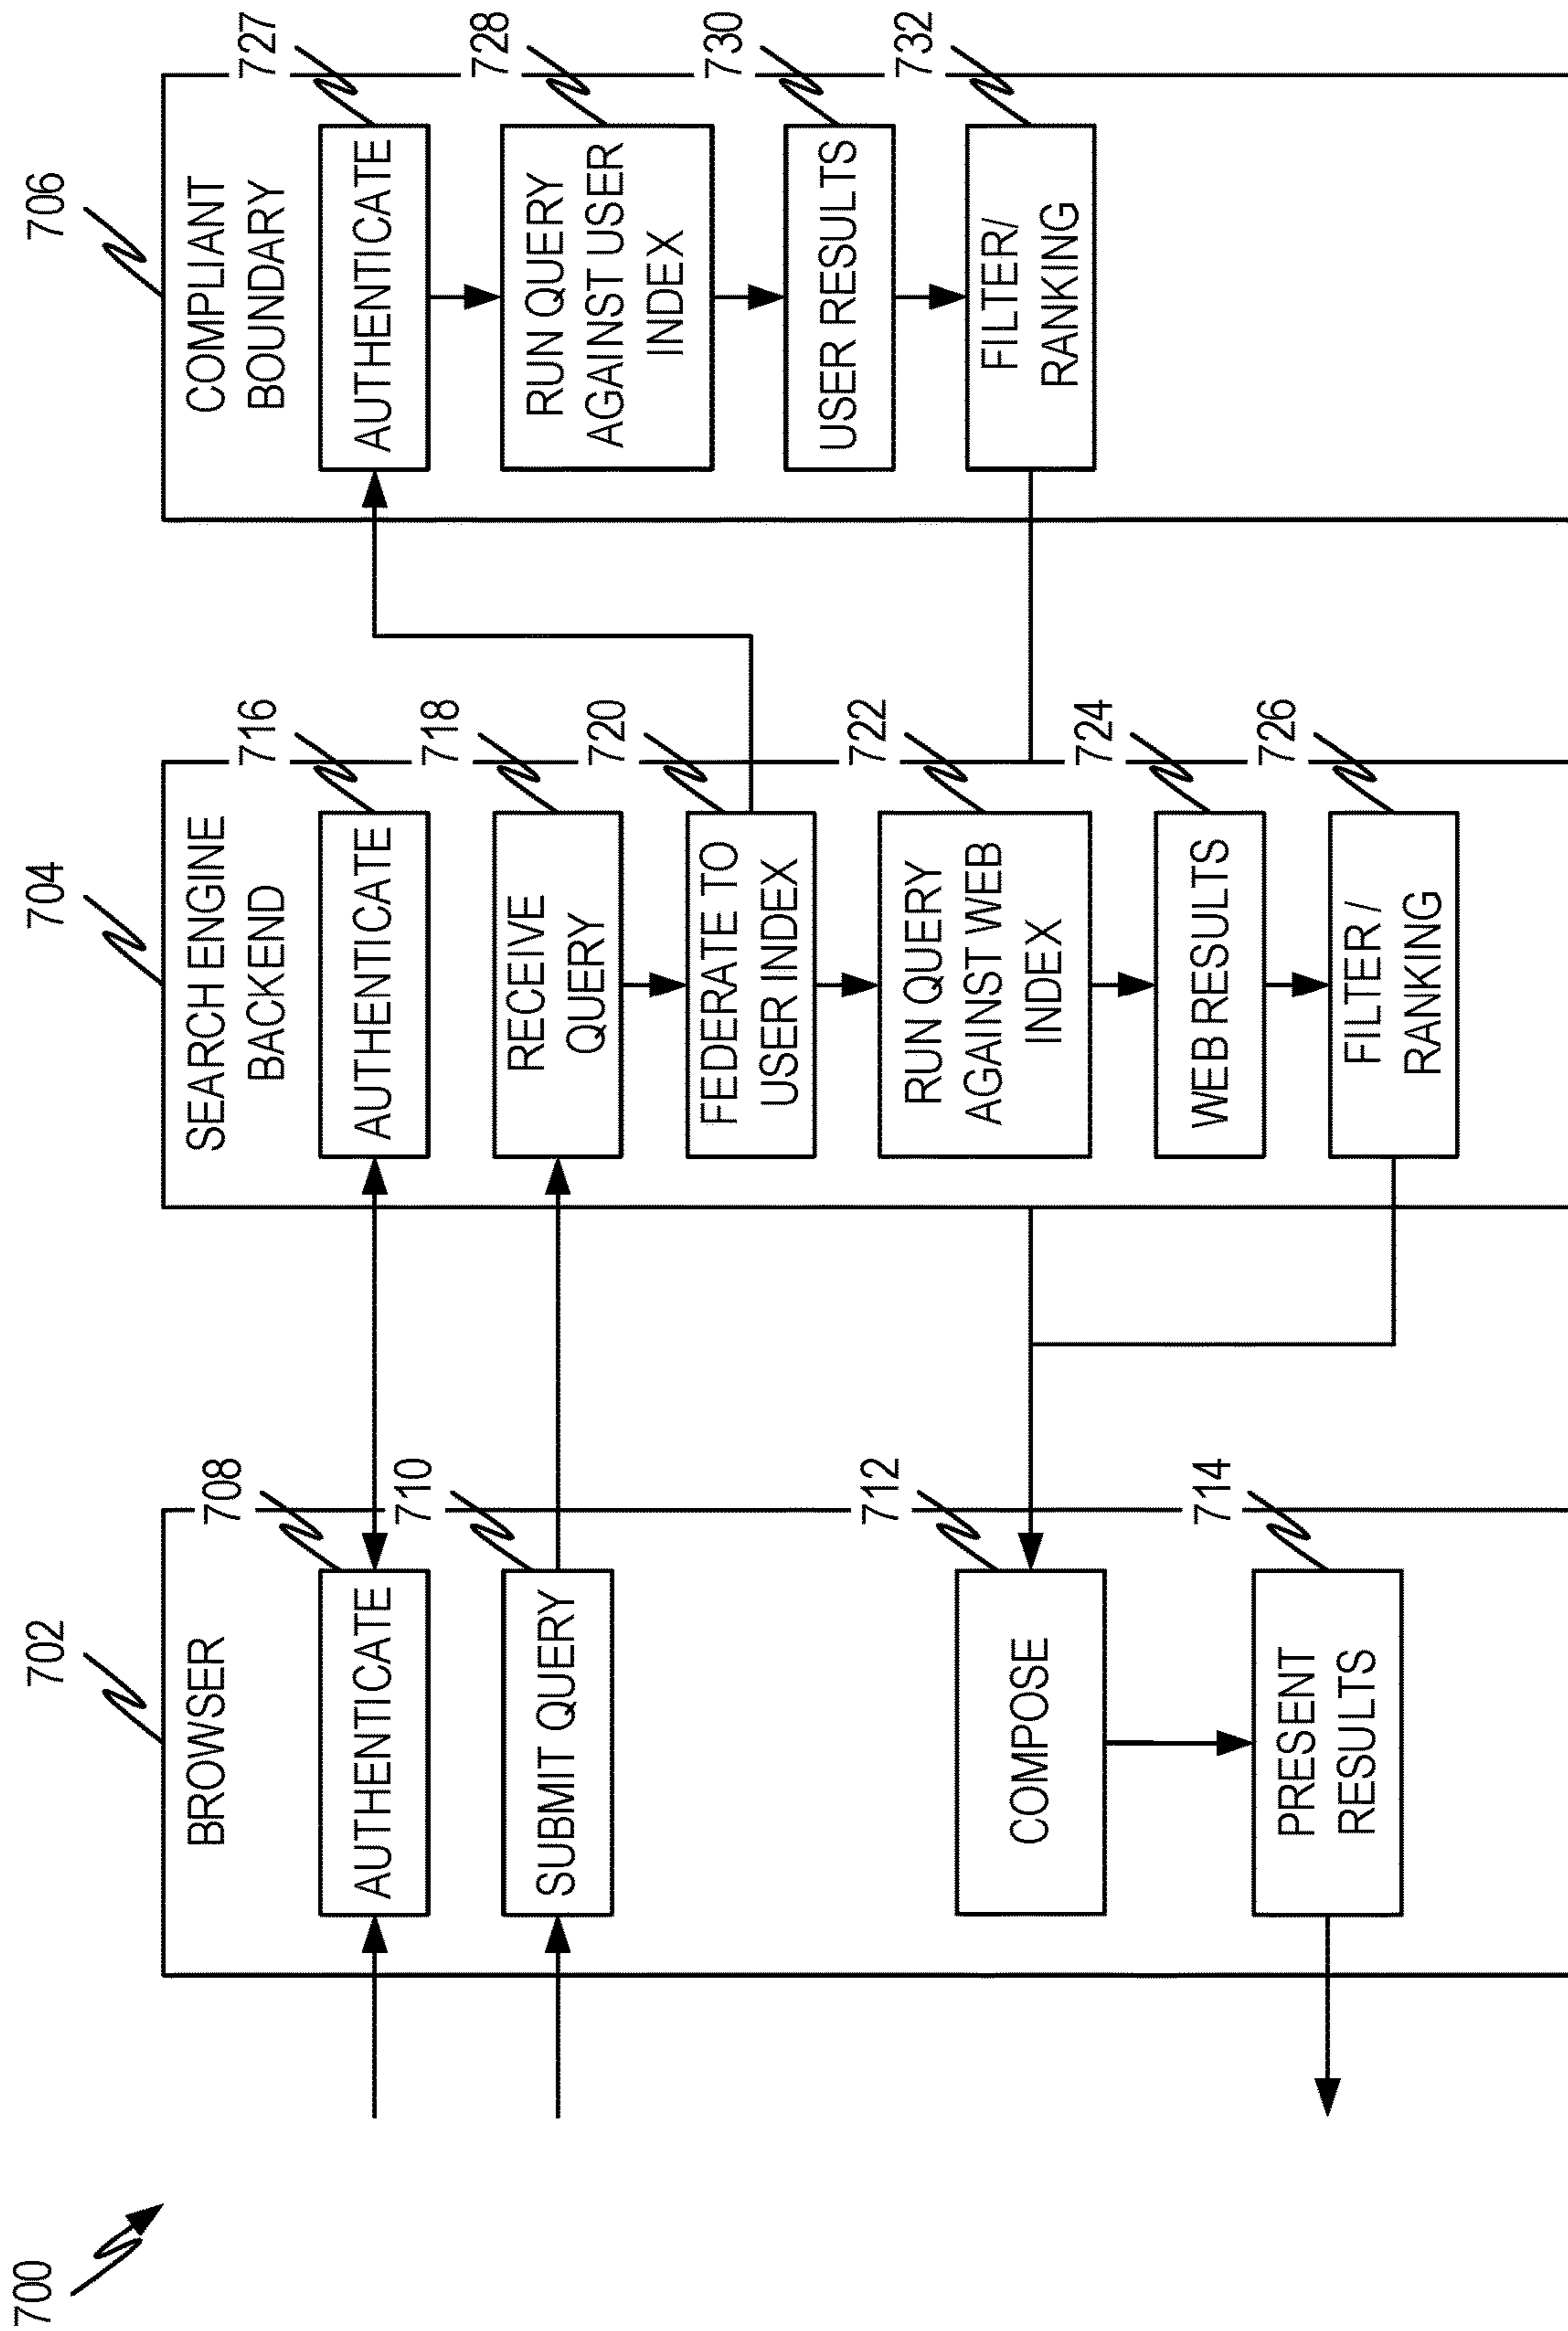 700
702
BROWSER
708
AUTHENTICATE
710
SUBMIT QUERY
712
COMPOSE
714
PRESENT
RESULTS
704
SEARCH ENGINE
BACKEND
716
AUTHENTICATE
718
RECEIVE
QUERY
720
FEDERATE TO
USER INDEX
722
RUN QUERY
AGAINST WEB
INDEX
724
WEB RESULTS
726
FILTER /
RANKING
706
COMPLIANT
BOUNDARY
727
AUTHENTICATE
728
RUN QUERY
AGAINST USER
INDEX
730
USER RESULTS
732
FILTER/
RANKING